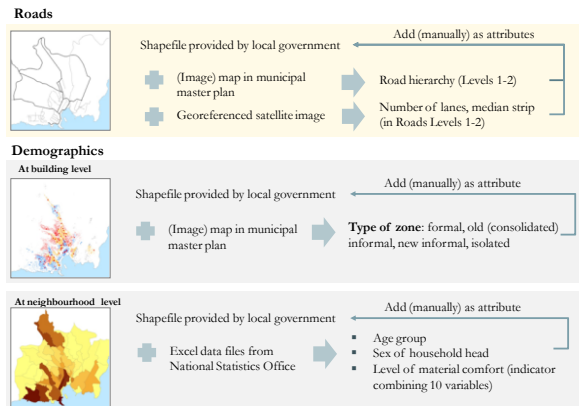 Roads
Shapefile provided by local government
Add (manually) as attributes
(Image) map in municipal
master plan
Road hierarchy (Levels 1-2)
Georeferenced satellite image
Number of lanes, median strip
(in Roads Levels 1-2)
Demographics
At building level
Shapefile provided by local government
Add (manually) as attribute
(Image) map in municipal
master plan
Type of zone: formal, old (consolidated)
informal, new informal, isolated
At neighbourhood level
Shapefile provided by local government
Add (manually) as attribute
Excel data files from
National Statistics Office
▪ Age group
▪ Sex of household head
▪ Level of material comfort (indicator
combining 10 variables)